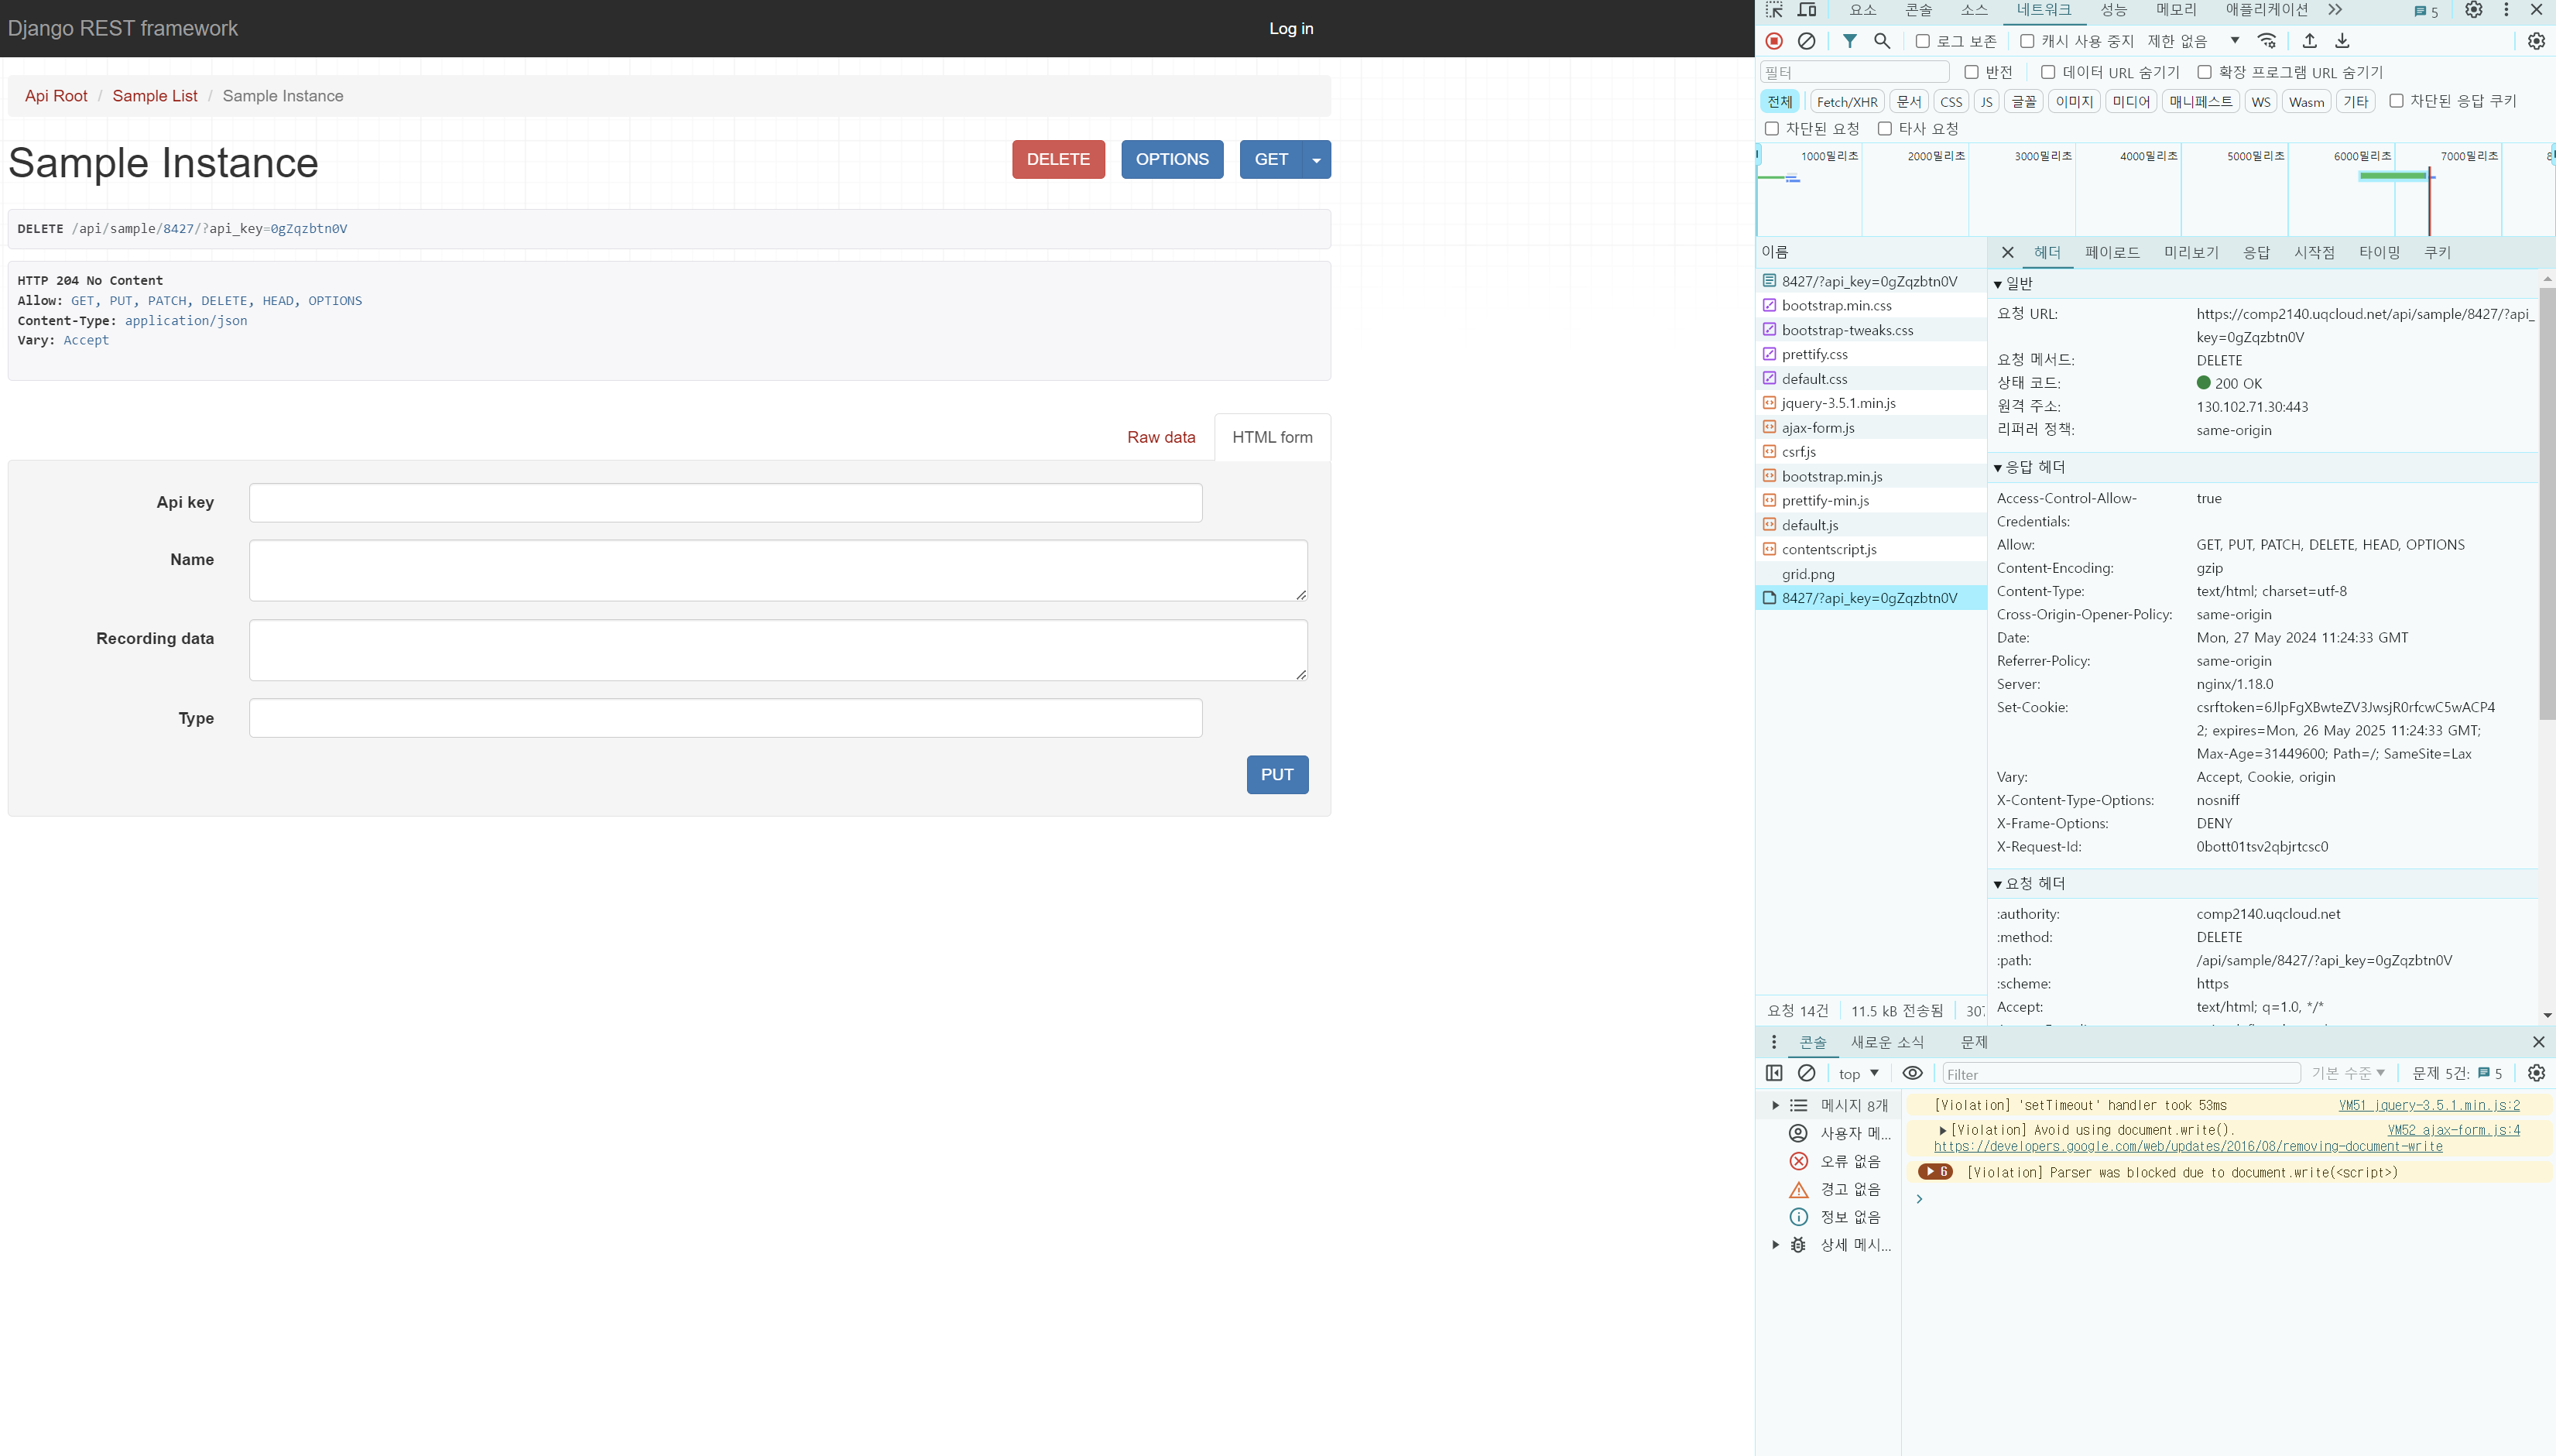 Django REST framework
Log in
Api Root / Sample List / Sample Instance
Sample Instance
DELETE
OPTIONS
GET
DELETE /api/sample/8427/?api_key=0gZqzbtn0V
HTTP 204 No Content
Allow: GET, PUT, PATCH, DELETE, HEAD, OPTIONS
Content-Type: application/json
Vary: Accept
Raw data
HTML form
Api key
Name
Recording data
Type
PUT
요소 콘솔 소스 네트워크 성능 메모리 애플리케이션 5
로그 보존 캐시 사용 중지 제한 없음
필터 반전 데이터 URL 숨기기 확장 프로그램 URL 숨기기
전체 Fetch/XHR 문서 CSS JS 글꼴 이미지 미디어 매니페스트 WS Wasm 기타 차단된 응답 쿠키
차단된 요청 타사 요청
1000밀리초 2000밀리초 3000밀리초 4000밀리초 5000밀리초 6000밀리초 7000밀리초
이름
8427/?api_key=0gZqzbtn0V
bootstrap.min.css
bootstrap-tweaks.css
prettify.css
default.css
jquery-3.5.1.min.js
ajax-form.js
csrf.js
bootstrap.min.js
prettify-min.js
default.js
contentscript.js
grid.png
8427/?api_key=0gZqzbtn0V
요청 14건 11.5 kB 전송됨 307
헤더 페이로드 미리보기 응답 시작점 타이밍 쿠키
일반
요청 URL: https://comp2140.uqcloud.net/api/sample/8427/?api_
key=0gZqzbtn0V
요청 메서드: DELETE
상태 코드: 200 OK
원격 주소: 130.102.71.30:443
리퍼러 정책: same-origin
응답 헤더
Access-Control-Allow- true
Credentials:
Allow: GET, PUT, PATCH, DELETE, HEAD, OPTIONS
Content-Encoding: gzip
Content-Type: text/html; charset=utf-8
Cross-Origin-Opener-Policy: same-origin
Date: Mon, 27 May 2024 11:24:33 GMT
Referrer-Policy: same-origin
Server: nginx/1.18.0
Set-Cookie: csrftoken=6JlpFgXBwteZV3JwsjR0rfcwC5wACP4
2; expires=Mon, 26 May 2025 11:24:33 GMT;
Max-Age=31449600; Path=/; SameSite=Lax
Vary: Accept, Cookie, origin
X-Content-Type-Options: nosniff
X-Frame-Options: DENY
X-Request-Id: 0bott01tsv2qbjrtcsc0
요청 헤더
:authority: comp2140.uqcloud.net
:method: DELETE
:path: /api/sample/8427/?api_key=0gZqzbtn0V
:scheme: https
Accept: text/html; q=1.0, */*
콘솔 새로운 소식 문제
top Filter 기본 수준 문제 5건: 5
메시지 8개
사용자 메...
오류 없음
경고 없음
정보 없음
상세 메시...
[Violation] 'setTimeout' handler took 53ms VM51 jquery-3.5.1.min.js:2
[Violation] Avoid using document.write(). VM52 ajax-form.js:4
https://developers.google.com/web/updates/2016/08/removing-document-write
6 [Violation] Parser was blocked due to document.write(<script>)